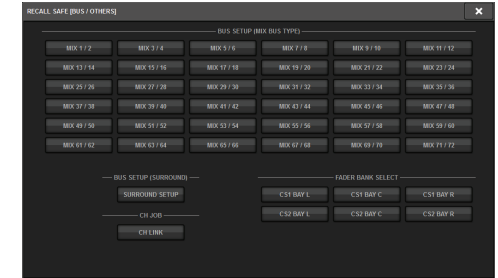 RECALL SAFE [BUS / OTHERS]
BUS SETUP (MIX BUS TYPE)
MIX 1 / 2 MIX 3 / 4 MIX 5 / 6 MIX 7 / 8 MIX 9 / 10 MIX 11 / 12
MIX 13 / 14 MIX 15 / 16 MIX 17 / 18 MIX 19 / 20 MIX 21 / 22 MIX 23 / 24
MIX 25 / 26 MIX 27 / 28 MIX 29 / 30 MIX 31 / 32 MIX 33 / 34 MIX 35 / 36
MIX 37 / 38 MIX 39 / 40 MIX 41 / 42 MIX 43 / 44 MIX 45 / 46 MIX 47 / 48
MIX 49 / 50 MIX 51 / 52 MIX 53 / 54 MIX 55 / 56 MIX 57 / 58 MIX 59 / 60
MIX 61 / 62 MIX 63 / 64 MIX 65 / 66 MIX 67 / 68 MIX 69 / 70 MIX 71 / 72
BUS SETUP (SURROUND)
SURROUND SETUP
CH JOB
CH LINK
FADER BANK SELECT
CS1 BAY L CS1 BAY C CS1 BAY R
CS2 BAY L CS2 BAY C CS2 BAY R